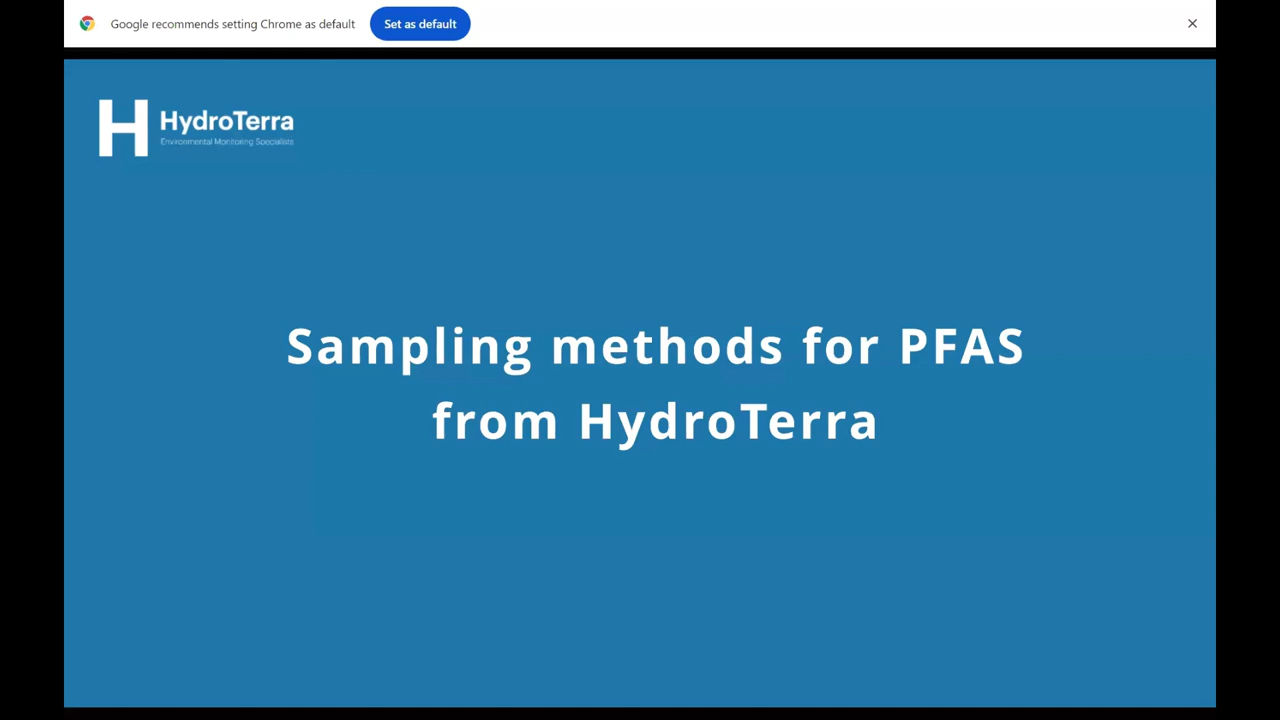 Google recommends setting Chrome as default
Set as default
HydroTerra
Environmental Monitoring Specialists
Sampling methods for PFAS
from HydroTerra